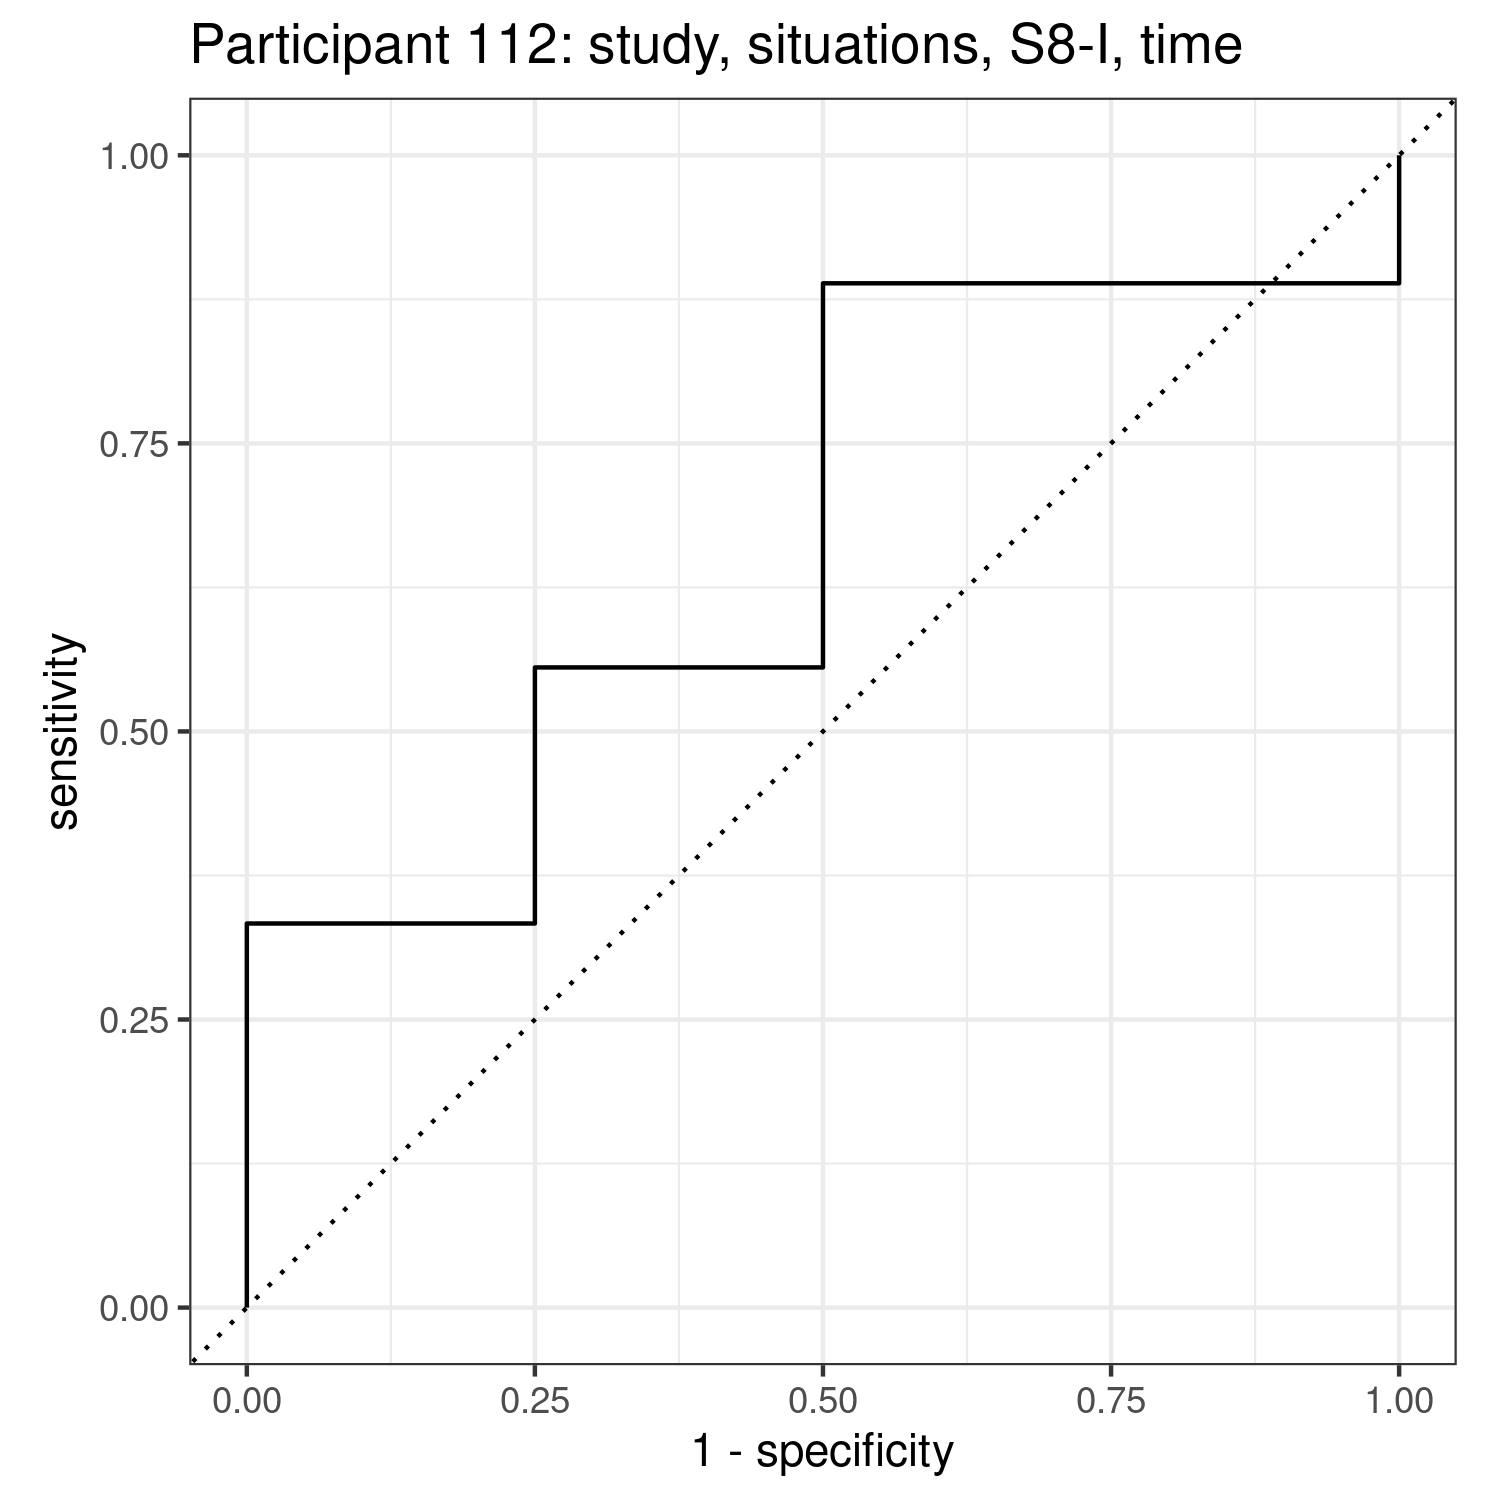 Participant 112: study, situations, S8-I, time
1.00
0.75
0.50
0.25
0.00
sensitivity
0.00 0.25 0.50 0.75 1.00
1 - specificity